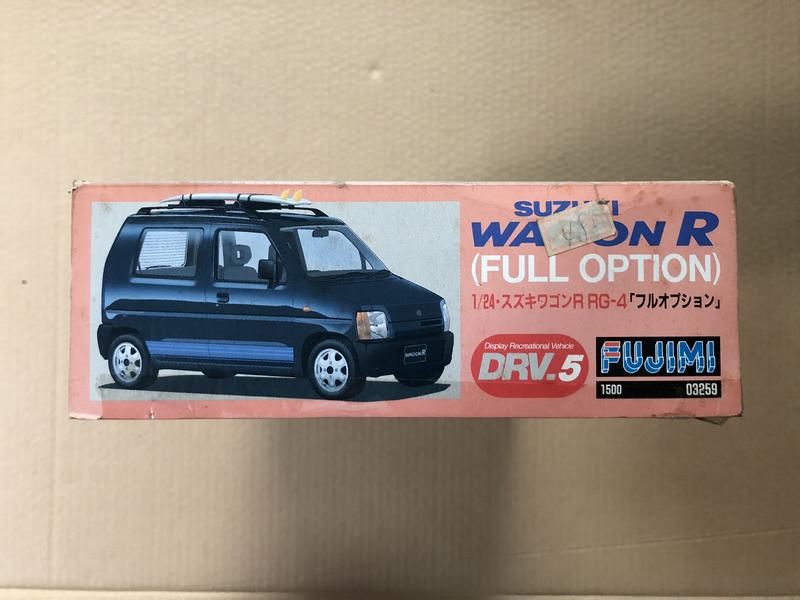 SUZUKI
WAGON R
(FULL OPTION)
1/24・スズキワゴンR RG-4「フルオプション」
Display Recreational Vehicle
DRV.5
FUJIMI
1500 03259
WAGON R